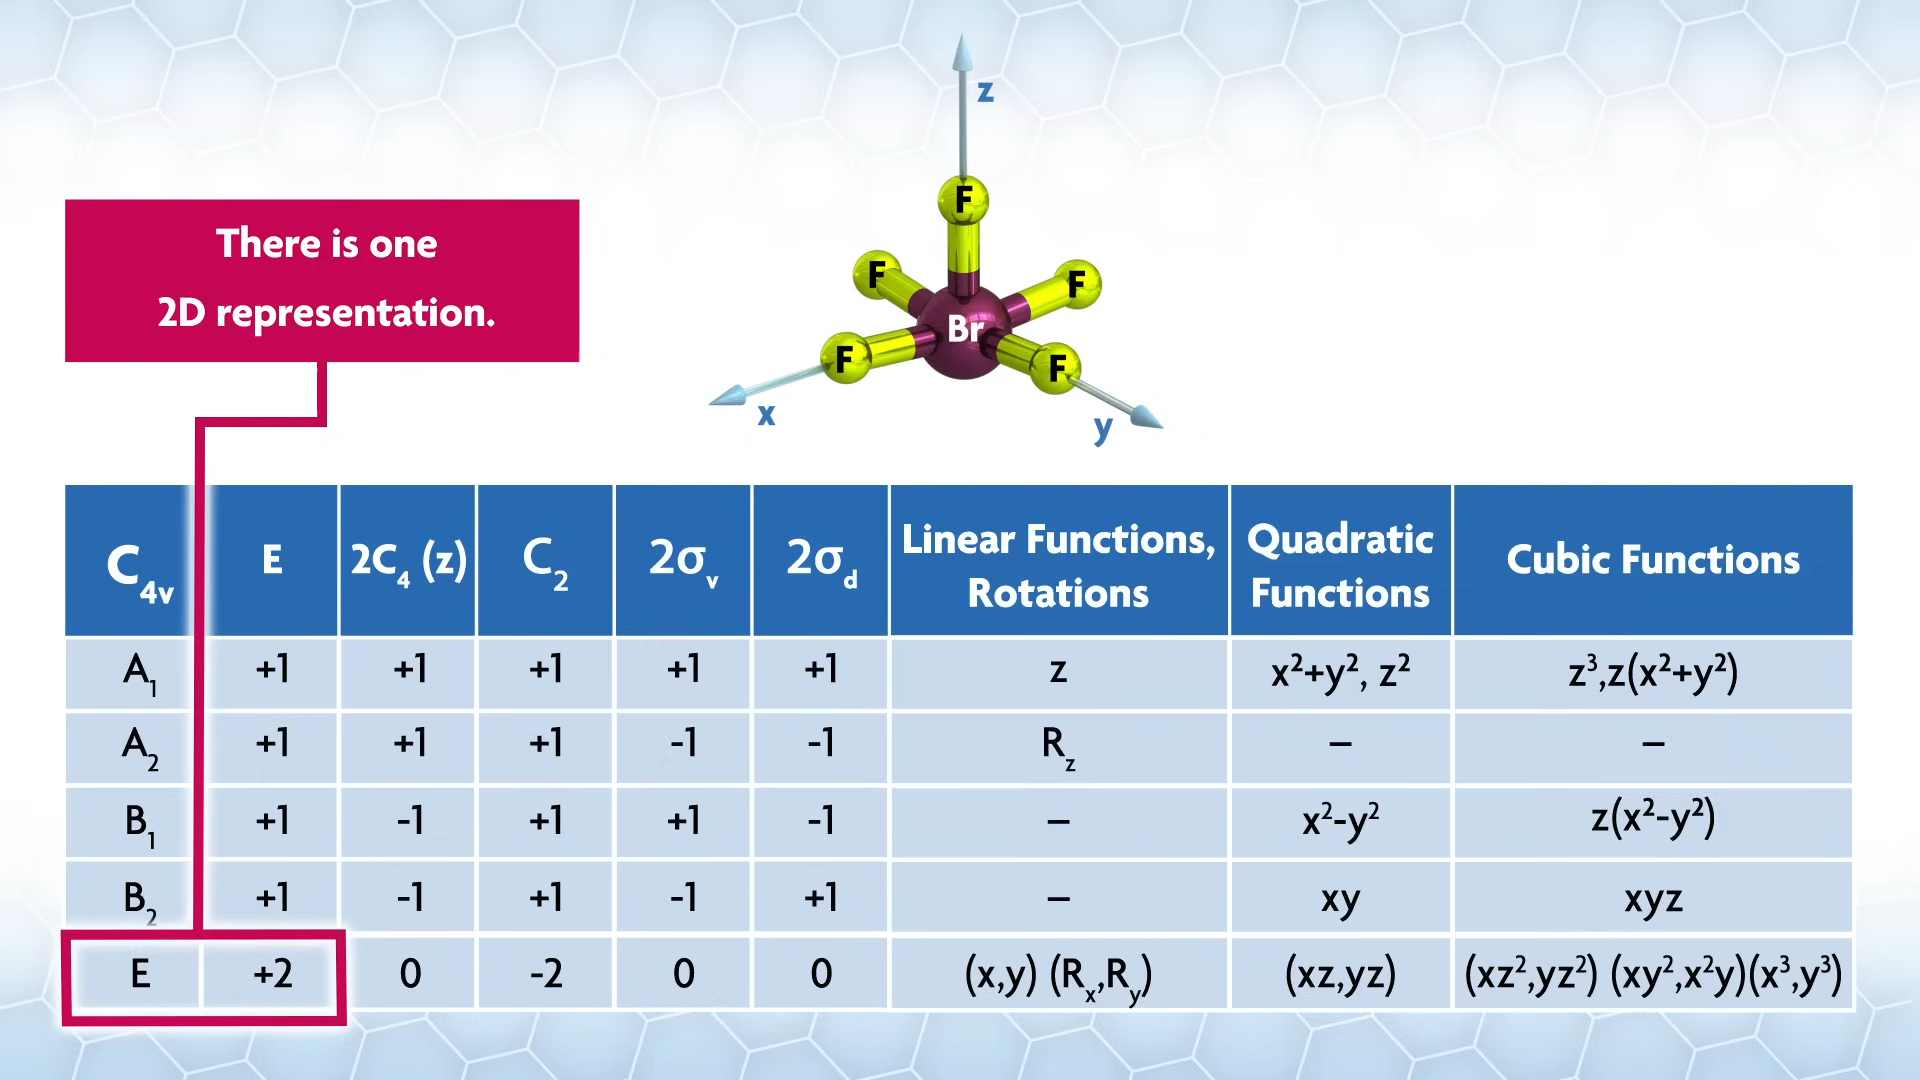 z
There is one
2D representation.
F
F
F
Br
F
F
x
y
C₄ᵥ E 2C₄ (z) C₂ 2σᵥ 2σ_d Linear Functions, Rotations Quadratic Functions Cubic Functions
A₁ +1 +1 +1 +1 +1 z x²+y², z² z³,z(x²+y²)
A₂ +1 +1 +1 -1 -1 R_z – –
B₁ +1 -1 +1 +1 -1 – x²-y² z(x²-y²)
B₂ +1 -1 +1 -1 +1 – xy xyz
E +2 0 -2 0 0 (x,y) (Rₓ,R_y) (xz,yz) (xz²,yz²) (xy²,x²y)(x³,y³)